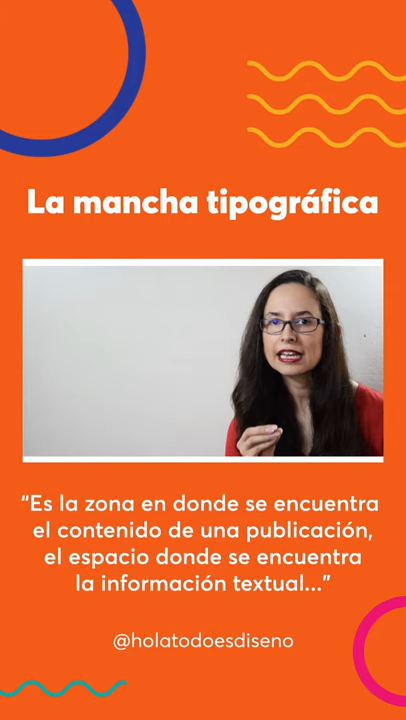 La mancha tipográfica
“Es la zona en donde se encuentra
el contenido de una publicación,
el espacio donde se encuentra
la información textual...”
@holatodoesdiseno